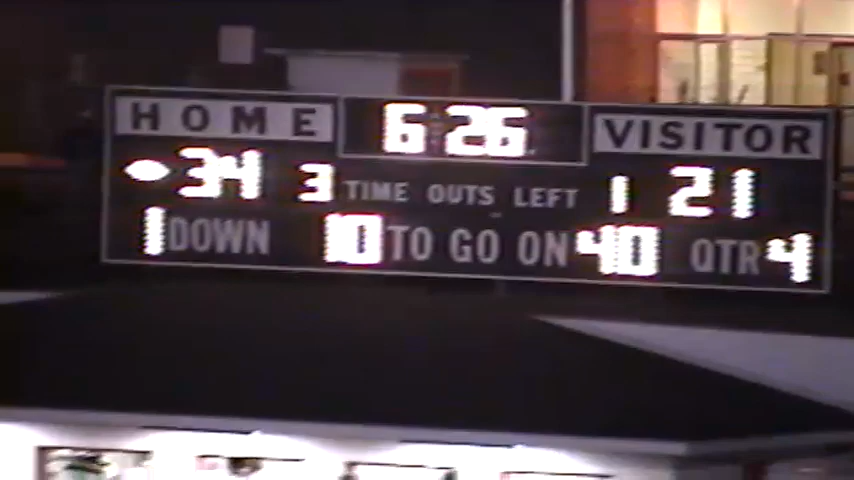 HOME 6:26 VISITOR
34 3 TIME OUTS LEFT 1 21
1 DOWN 10 TO GO ON 40 QTR 4